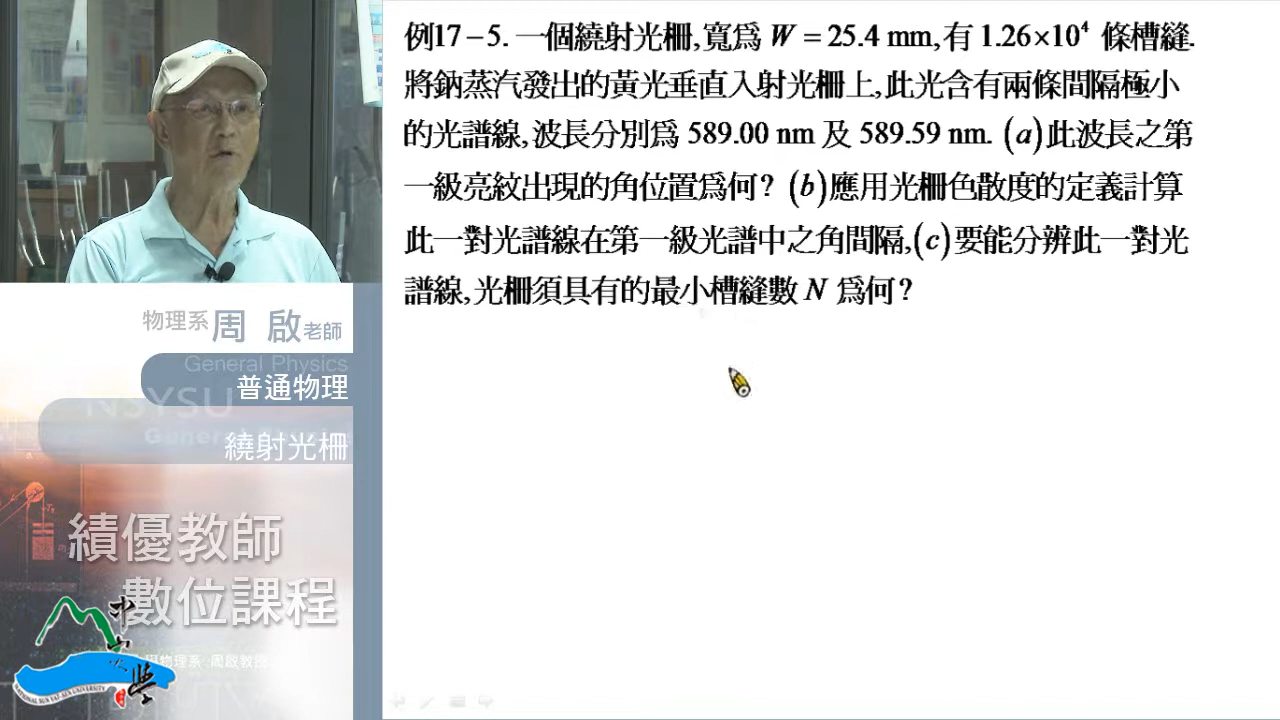 例17－5. 一個繞射光柵,寬為 W = 25.4 mm,有 1.26×10⁴ 條槽縫.
將鈉蒸汽發出的黃光垂直入射光柵上,此光含有兩條間隔極小
的光譜線,波長分別為 589.00 nm 及 589.59 nm. (a)此波長之第
一級亮紋出現的角位置為何? (b)應用光柵色散度的定義計算
此一對光譜線在第一級光譜中之角間隔,(c)要能分辨此一對光
譜線,光柵須具有的最小槽縫數 N 為何?
物理系 周 啟 老師
General Physics
普通物理
NSYSU
繞射光柵
績優教師
數位課程